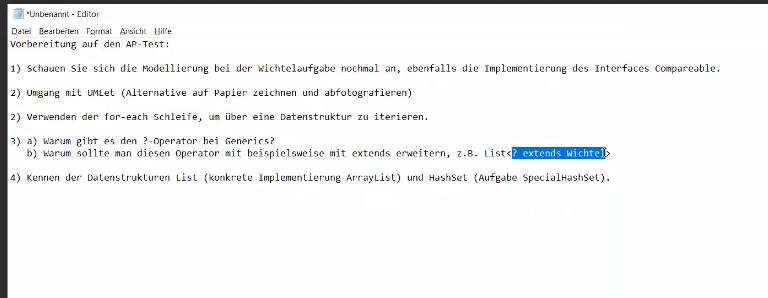 *Unbenannt - Editor
Datei Bearbeiten Format Ansicht Hilfe
Vorbereitung auf den AP-Test:
1) Schauen Sie sich die Modellierung bei der Wichtelaufgabe nochmal an, ebenfalls die Implementierung des Interfaces Compareable.
2) Umgang mit UMLet (Alternative auf Papier zeichnen und abfotografieren)
2) Verwenden der for-each Schleife, um über eine Datenstruktur zu iterieren.
3) a) Warum gibt es den ?-Operator bei Generics?
b) Warum sollte man diesen Operator mit beispielsweise mit extends erweitern, z.B. List<? extends Wichtel>
4) Kennen der Datenstrukturen List (konkrete Implementierung ArrayList) und HashSet (Aufgabe SpecialHashSet).